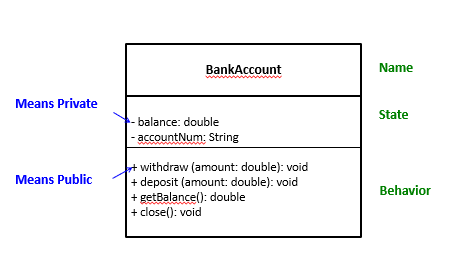 BankAccount
Name
Means Private
State
- balance: double
- accountNum: String
Means Public
+ withdraw (amount: double): void
+ deposit (amount: double): void
+ getBalance(): double
+ close(): void
Behavior